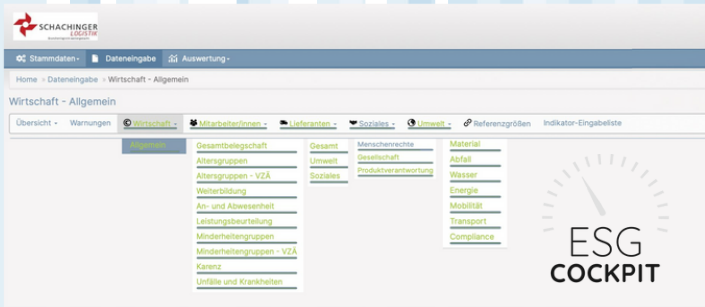 SCHACHINGER
LOGISTIK
Stammdaten Dateneingabe Auswertung
Home » Dateneingabe » Wirtschaft - Allgemein
Wirtschaft - Allgemein
Übersicht Warnungen Wirtschaft - Mitarbeiter/innen - Lieferanten - Soziales - Umwelt - Referenzgrößen Indikator-Eingabeliste
Allgemein
Gesamtbelegschaft
Altersgruppen
Altersgruppen - VZÄ
Weiterbildung
An- und Abwesenheit
Leistungsbeurteilung
Minderheitengruppen
Minderheitengruppen - VZÄ
Karenz
Unfälle und Krankheiten
Gesamt
Umwelt
Soziales
Menschenrechte
Gesellschaft
Produktverantwortung
Material
Abfall
Wasser
Energie
Mobilität
Transport
Compliance
ESG
COCKPIT